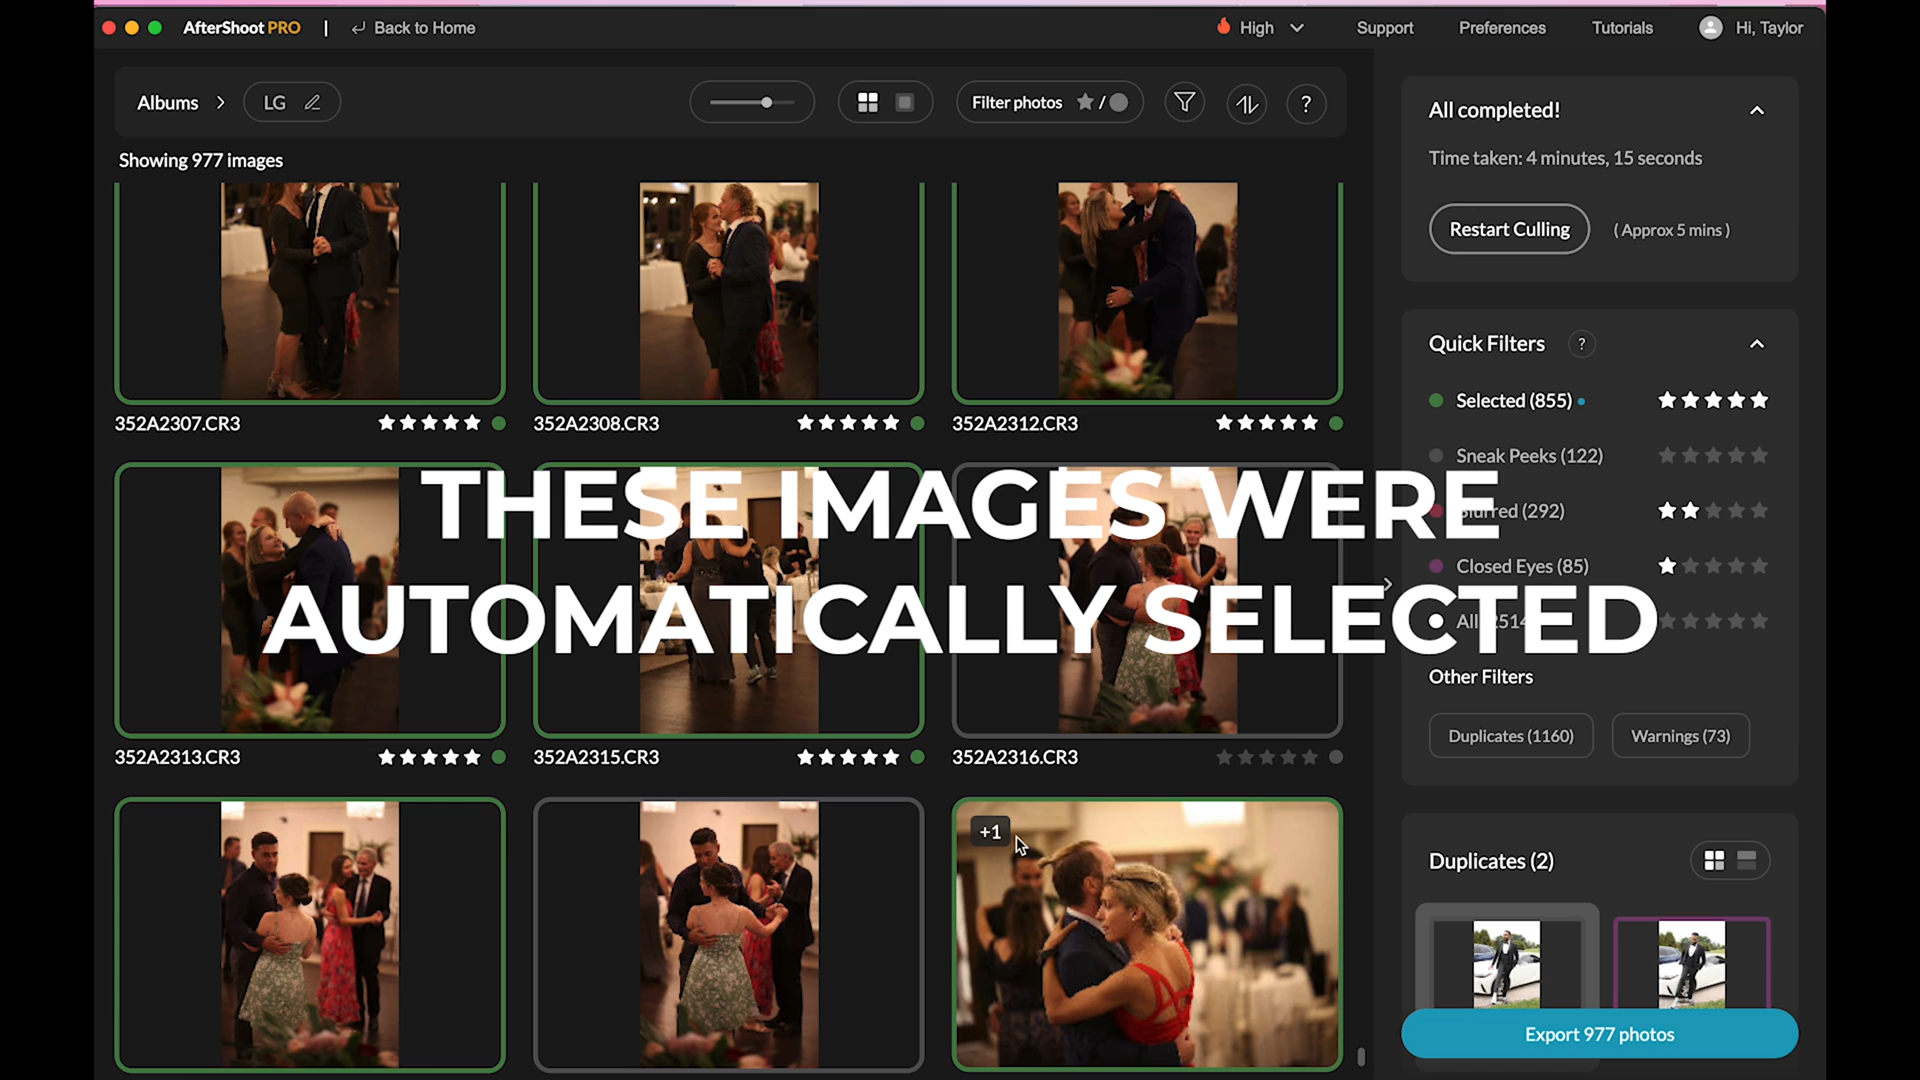 AfterShoot PRO | Back to Home
High
Support
Preferences
Tutorials
Hi, Taylor
Albums > LG
Filter photos /
?
Showing 977 images
352A2307.CR3
352A2308.CR3
352A2312.CR3
352A2313.CR3
352A2315.CR3
352A2316.CR3
+1
THESE IMAGES WERE
AUTOMATICALLY SELECTED
All completed!
Time taken: 4 minutes, 15 seconds
Restart Culling
( Approx 5 mins )
Quick Filters ?
Selected (855)
Sneak Peeks (122)
Blurred (292)
Closed Eyes (85)
All
Other Filters
Duplicates (1160)
Warnings (73)
Duplicates (2)
Export 977 photos